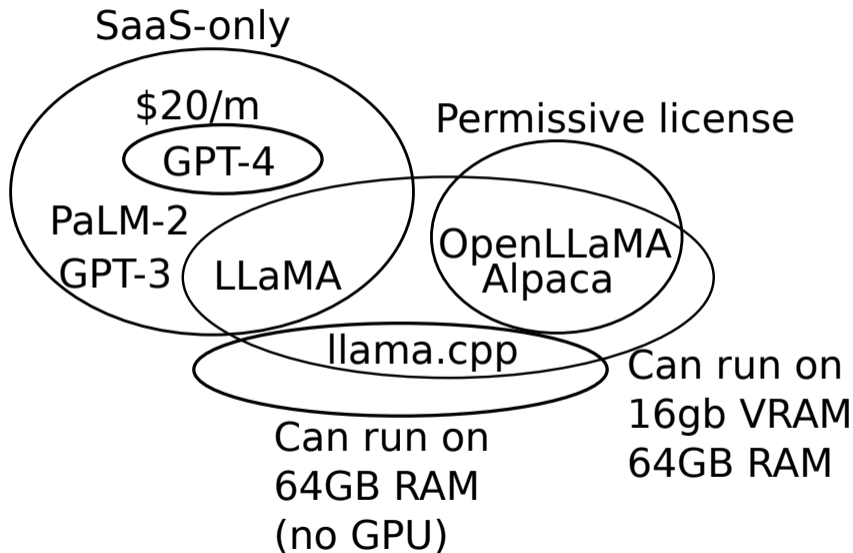 SaaS-only
$20/m
GPT-4
PaLM-2
GPT-3
LLaMA
Permissive license
OpenLLaMA
Alpaca
llama.cpp
Can run on
64GB RAM
(no GPU)
Can run on
16gb VRAM
64GB RAM